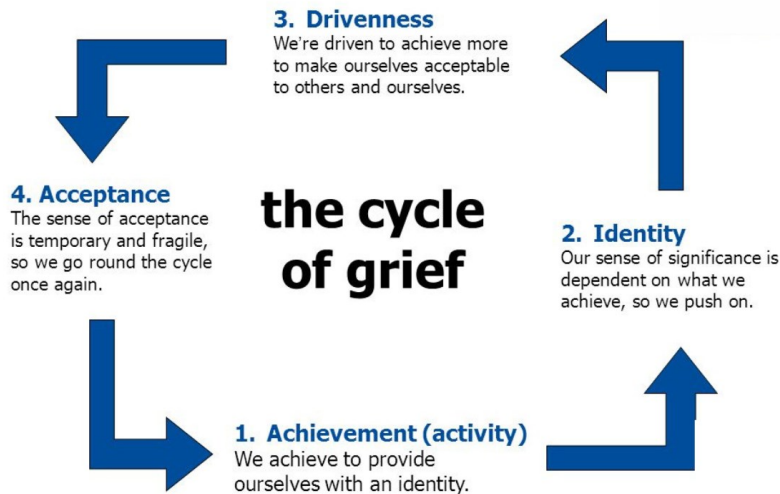 3. Drivenness
We're driven to achieve more
to make ourselves acceptable
to others and ourselves.
4. Acceptance
The sense of acceptance
is temporary and fragile,
so we go round the cycle
once again.
the cycle
of grief
2. Identity
Our sense of significance is
dependent on what we
achieve, so we push on.
1. Achievement (activity)
We achieve to provide
ourselves with an identity.